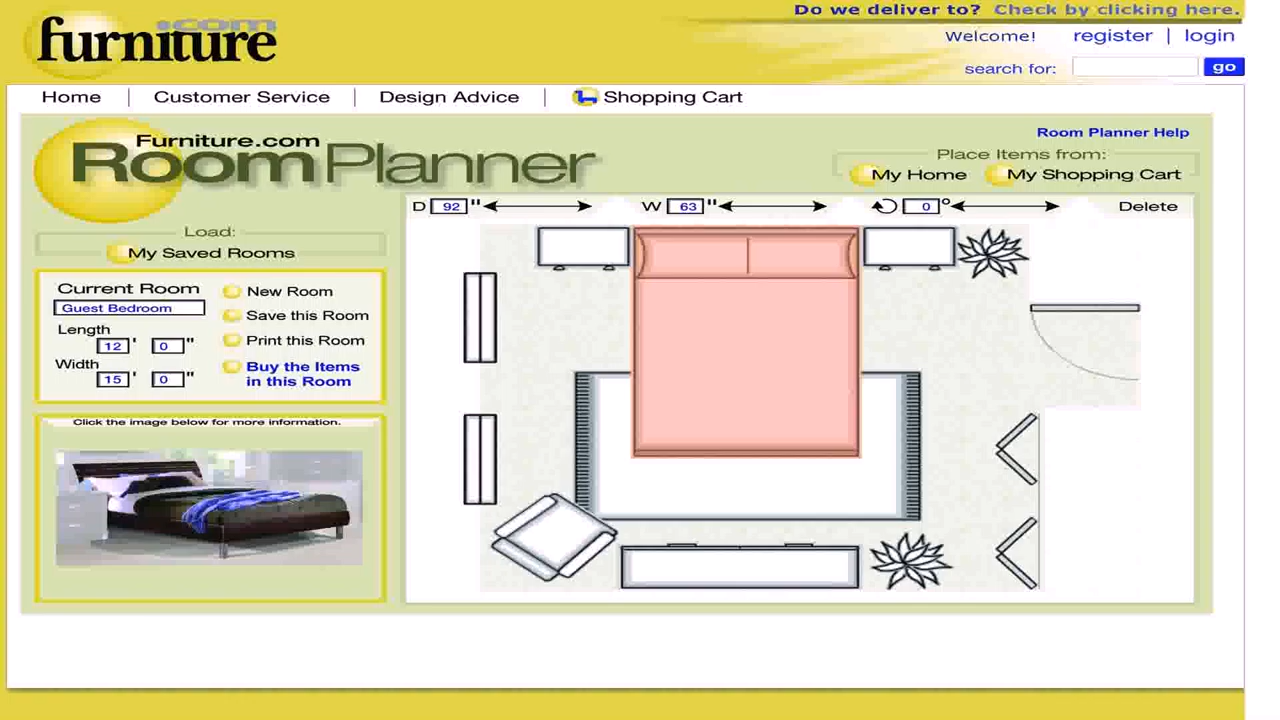 Do we deliver to? Check by clicking here.
.com
furniture
Welcome! register | login
search for: go
Home | Customer Service | Design Advice | Shopping Cart
Furniture.com
RoomPlanner
Room Planner Help
Place Items from:
My Home My Shopping Cart
D 92 " W 63 " 0 ° Delete
Load:
My Saved Rooms
Current Room
Guest Bedroom
Length
12 ' 0 "
Width
15 ' 0 "
New Room
Save this Room
Print this Room
Buy the Items
in this Room
Click the image below for more information.